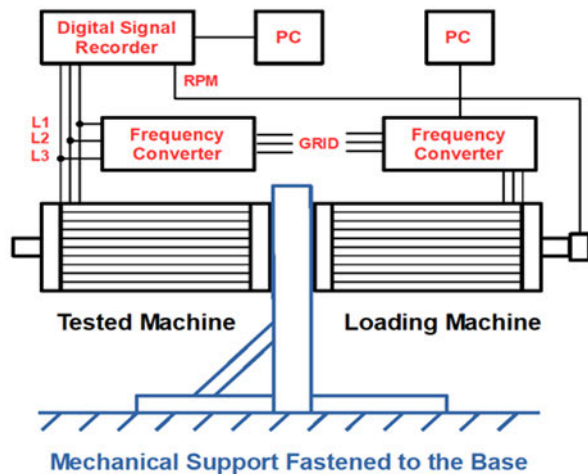 Digital Signal
Recorder
PC
PC
RPM
L1
L2
L3
Frequency
Converter
GRID
Frequency
Converter
Tested Machine
Loading Machine
Mechanical Support Fastened to the Base